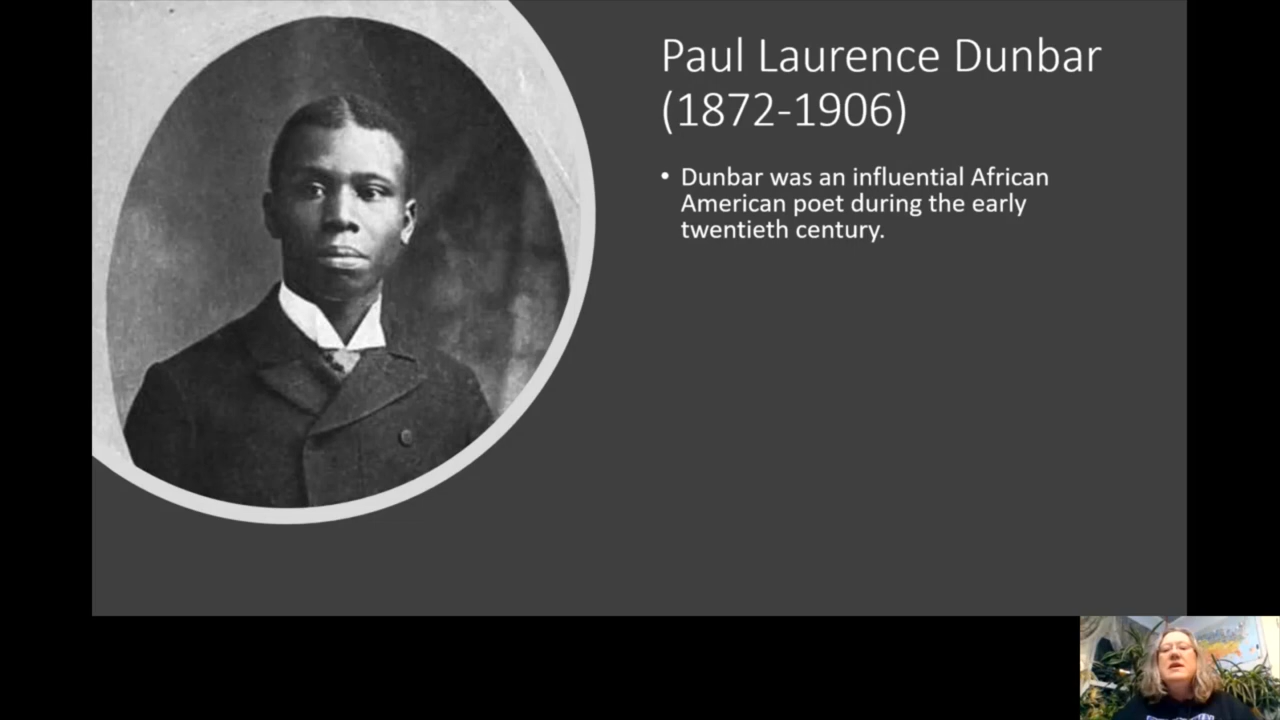 Paul Laurence Dunbar
(1872-1906)
• Dunbar was an influential African
American poet during the early
twentieth century.